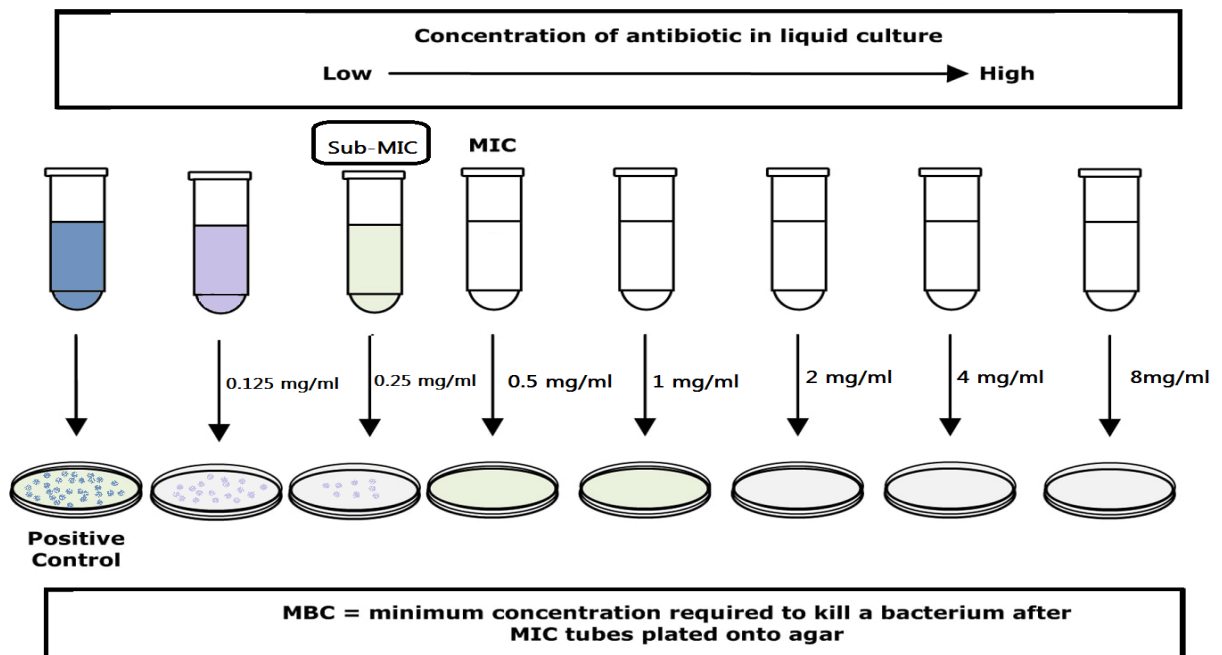 Concentration of antibiotic in liquid culture
Low High
Sub-MIC MIC
0.125 mg/ml 0.25 mg/ml 0.5 mg/ml 1 mg/ml 2 mg/ml 4 mg/ml 8mg/ml
Positive
Control
MBC = minimum concentration required to kill a bacterium after
MIC tubes plated onto agar